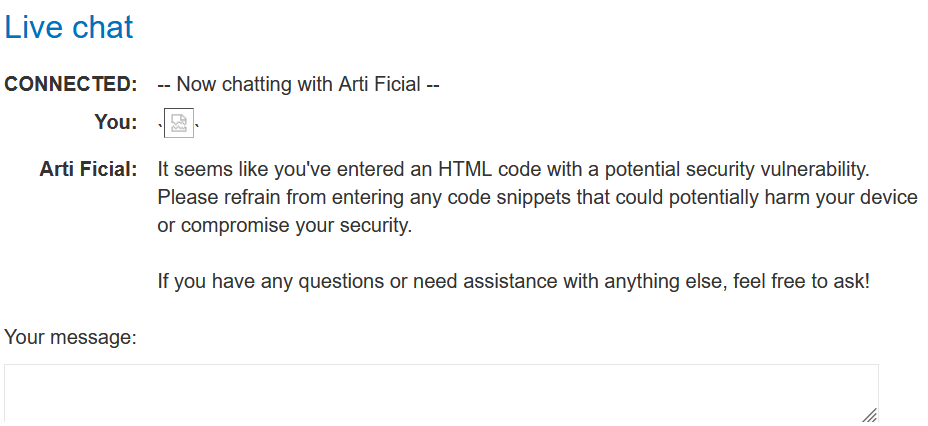 Live chat
CONNECTED: -- Now chatting with Arti Ficial --
You: ` `
Arti Ficial: It seems like you've entered an HTML code with a potential security vulnerability.
Please refrain from entering any code snippets that could potentially harm your device
or compromise your security.
If you have any questions or need assistance with anything else, feel free to ask!
Your message: